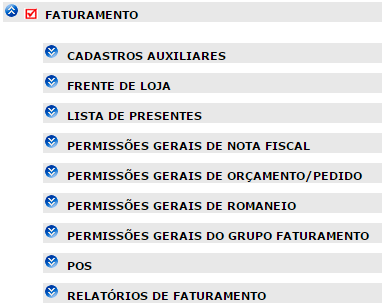 FATURAMENTO
CADASTROS AUXILIARES
FRENTE DE LOJA
LISTA DE PRESENTES
PERMISSÕES GERAIS DE NOTA FISCAL
PERMISSÕES GERAIS DE ORÇAMENTO/PEDIDO
PERMISSÕES GERAIS DE ROMANEIO
PERMISSÕES GERAIS DO GRUPO FATURAMENTO
POS
RELATÓRIOS DE FATURAMENTO